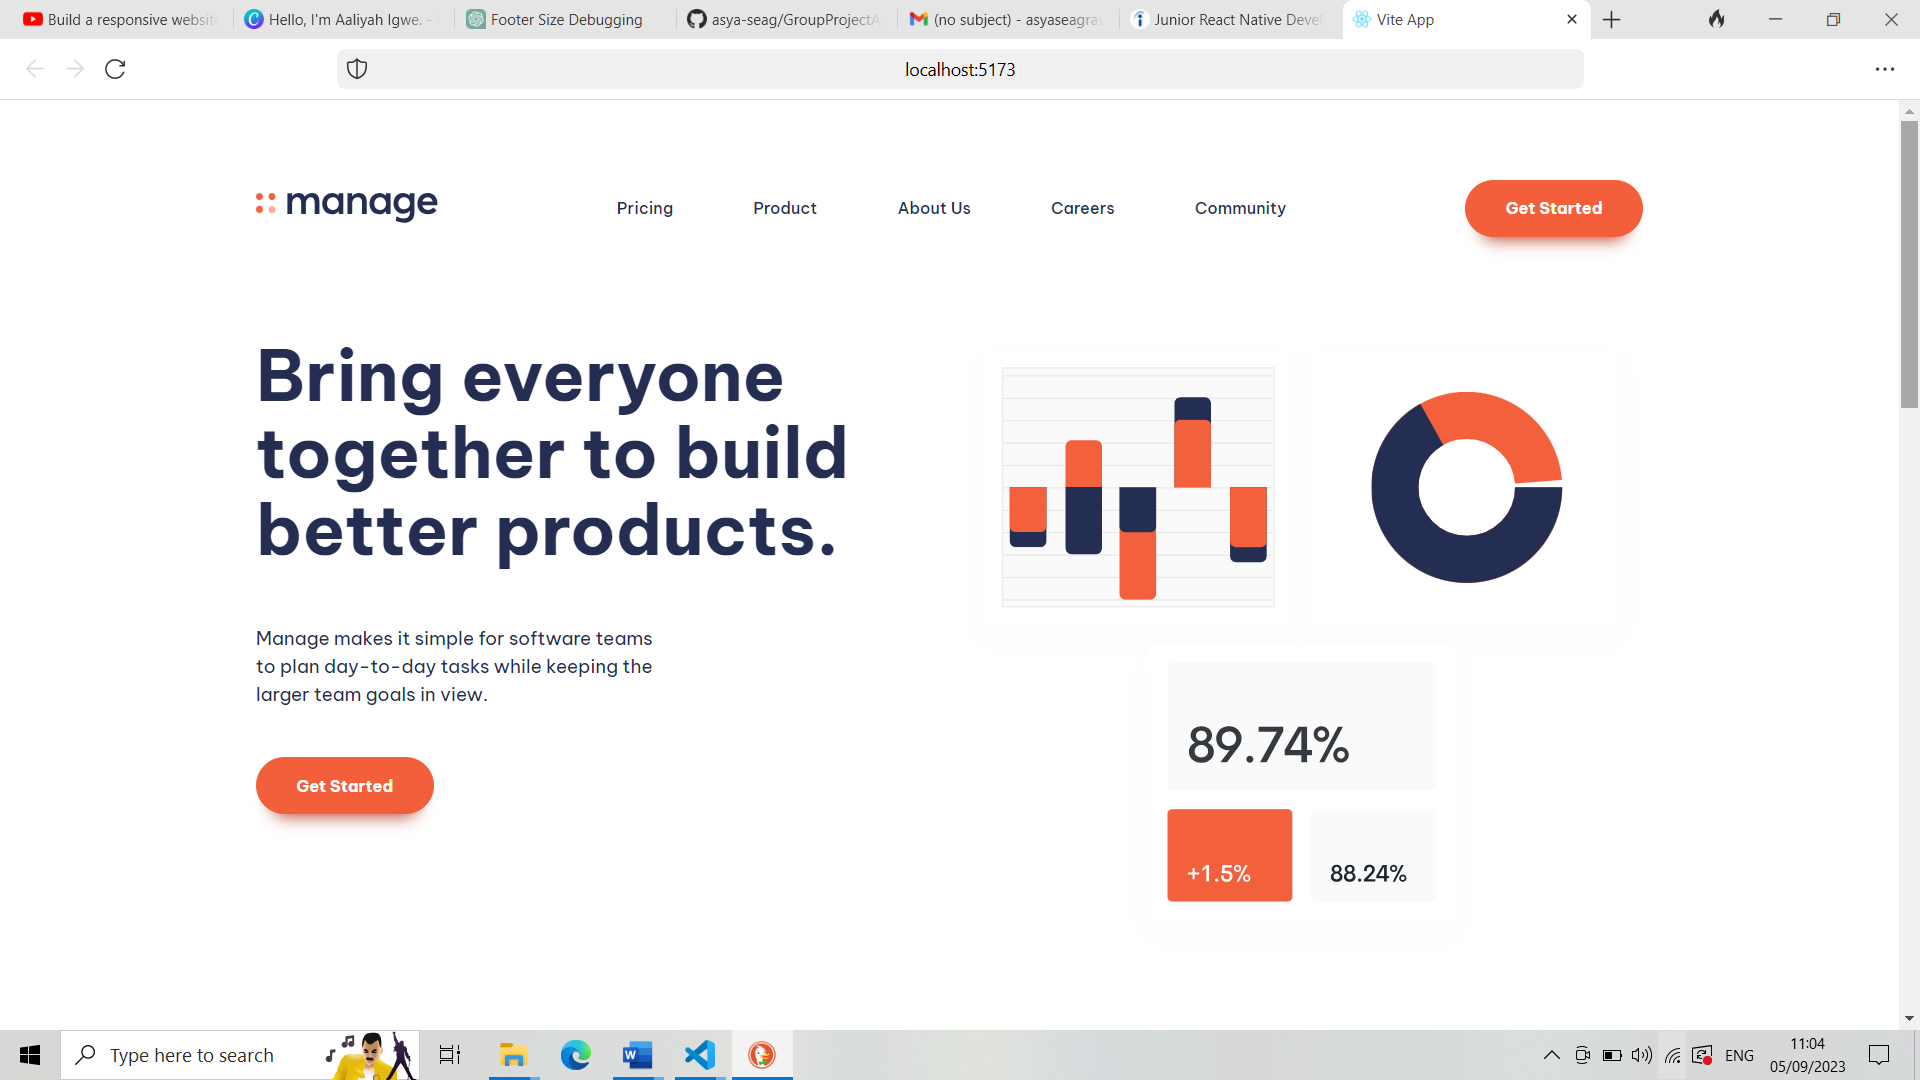 Build a responsive websit
Hello, I'm Aaliyah Igwe. -
Footer Size Debugging
asya-seag/GroupProjectA
(no subject) - asyaseagrav
Junior React Native Devel
Vite App
localhost:5173
manage
Pricing
Product
About Us
Careers
Community
Get Started
Bring everyone
together to build
better products.
Manage makes it simple for software teams
to plan day-to-day tasks while keeping the
larger team goals in view.
Get Started
89.74%
+1.5%
88.24%
Type here to search
ENG
11:04
05/09/2023